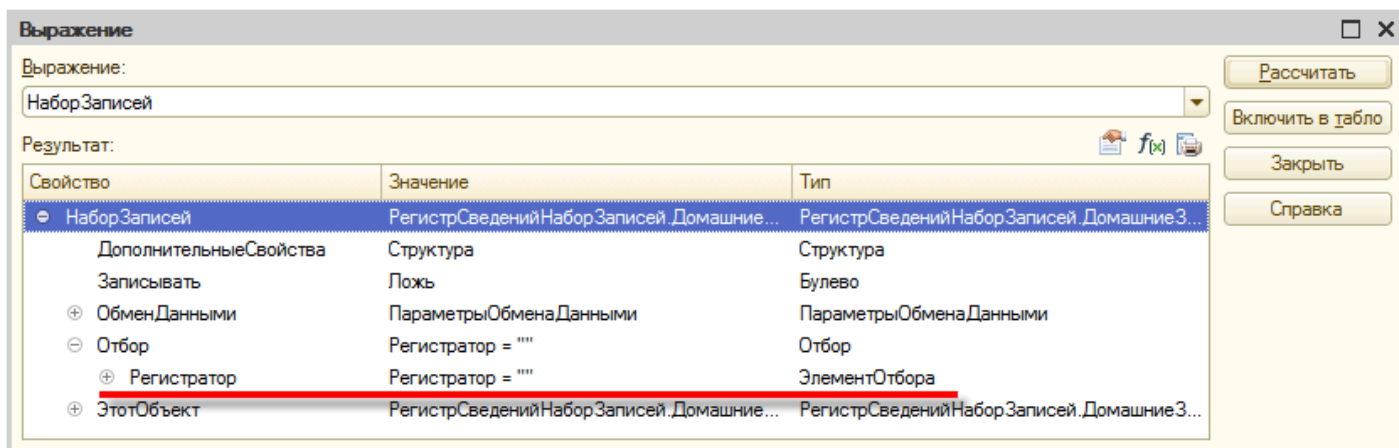 Выражение
Выражение:
НаборЗаписей
Рассчитать
Включить в табло
Результат:
Закрыть
Свойство Значение Тип
Справка
НаборЗаписей РегистрСведенийНаборЗаписей.Домашние... РегистрСведенийНаборЗаписей.ДомашниеЗ...
ДополнительныеСвойства Структура Структура
Записывать Ложь Булево
ОбменДанными ПараметрыОбменаДанными ПараметрыОбменаДанными
Отбор Регистратор = "" Отбор
Регистратор Регистратор = "" ЭлементОтбора
ЭтотОбъект РегистрСведенийНаборЗаписей.Домашние... РегистрСведенийНаборЗаписей.ДомашниеЗ...